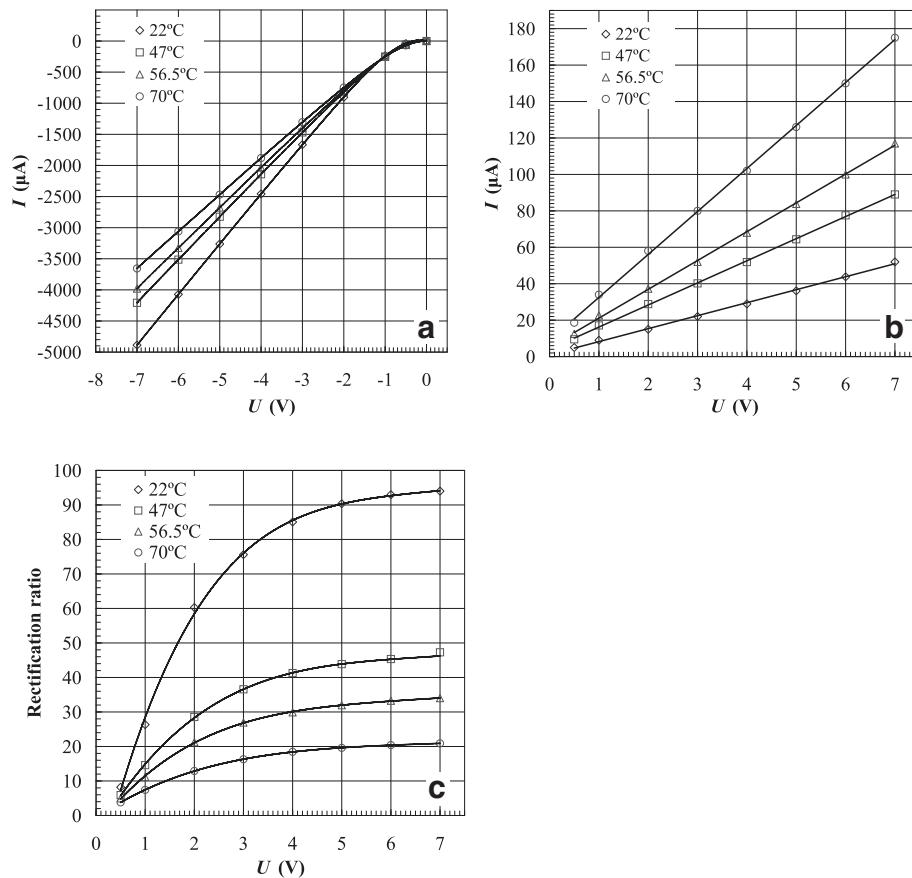 0
-500
-1000
-1500
-2000
-2500
-3000
-3500
-4000
-4500
-5000
I (µA)
22ºC
47ºC
56.5ºC
70ºC
a
-8 -7 -6 -5 -4 -3 -2 -1 0
U (V)
180
160
140
120
100
80
60
40
20
0
I (µA)
22ºC
47ºC
56.5ºC
70ºC
b
0 1 2 3 4 5 6 7
U (V)
100
90
80
70
60
50
40
30
20
10
0
Rectification ratio
22ºC
47ºC
56.5ºC
70ºC
c
0 1 2 3 4 5 6 7
U (V)